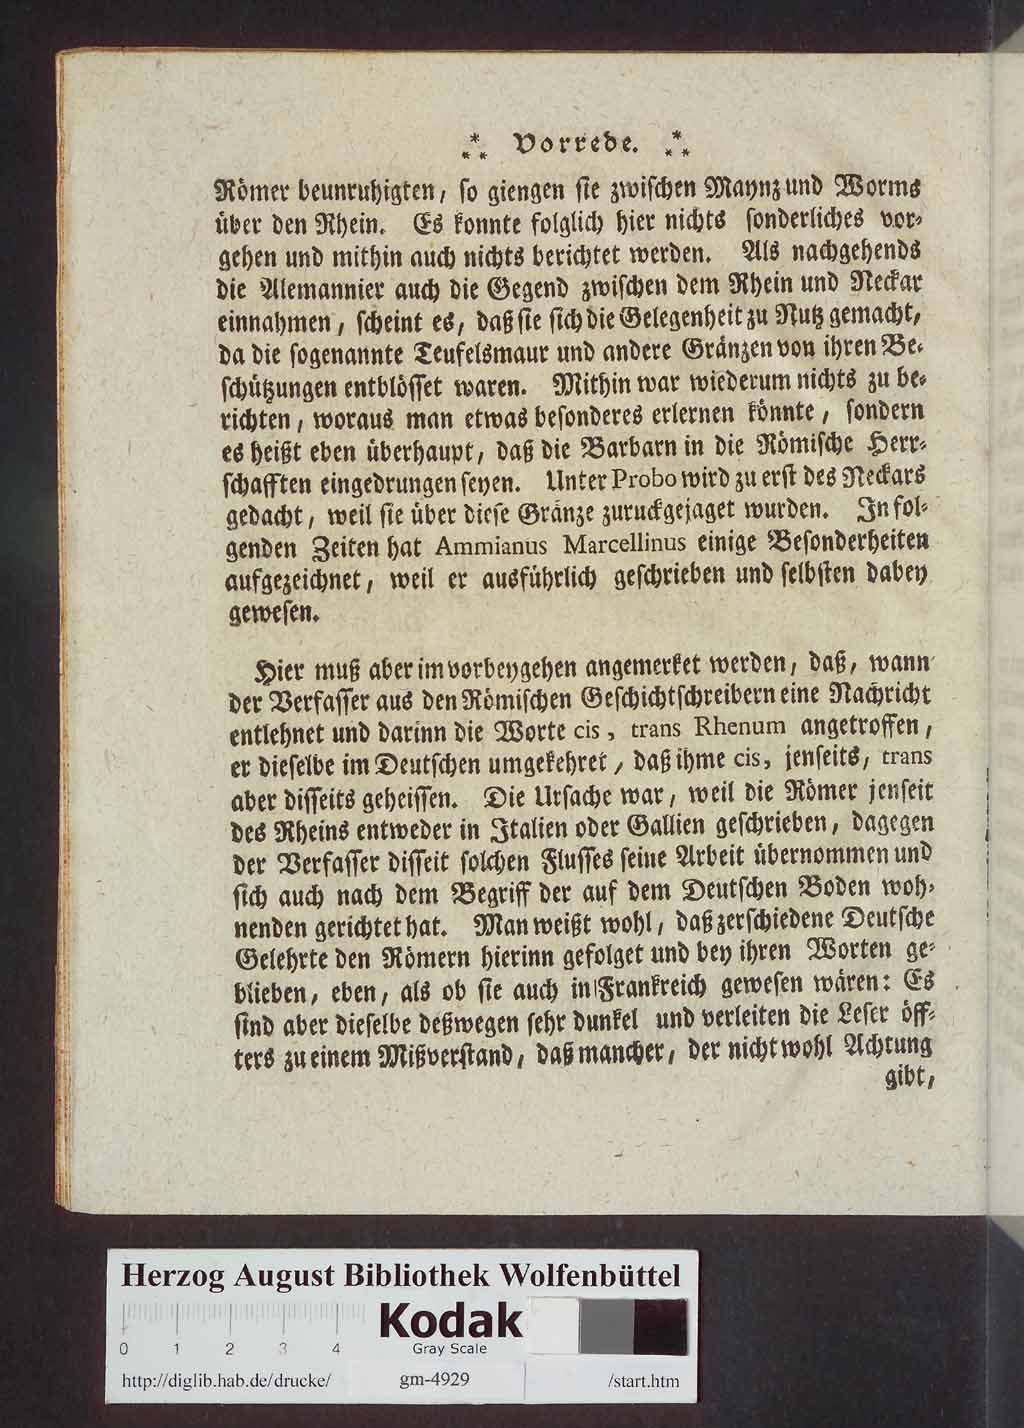 ⁂ Vorrede. ⁂
Römer beunruhigten, so giengen sie zwischen Maynz und Worms
über den Rhein. Es konnte folglich hier nichts sonderliches vor-
gehen und mithin auch nichts berichtet werden. Als nachgehends
die Alemannier auch die Gegend zwischen dem Rhein und Neckar
einnahmen, scheint es, daß sie sich die Gelegenheit zu Nutz gemacht,
da die sogenannte Teufelsmaur und andere Gränzen von ihren Be-
schützungen entblösset waren. Mithin war wiederum nichts zu be-
richten, woraus man etwas besonderes erlernen könnte, sondern
es heißt eben überhaupt, daß die Barbarn in die Römische Herr-
schafften eingedrungen seyen. Unter Probo wird zu erst des Neckars
gedacht, weil sie über diese Gränze zuruckgejaget wurden. In fol-
genden Zeiten hat Ammianus Marcellinus einige Besonderheiten
aufgezeichnet, weil er ausführlich geschrieben und selbsten dabey
gewesen.
Hier muß aber im vorbeygehen angemerket werden, daß, wann
der Verfasser aus den Römischen Geschichtschreibern eine Nachricht
entlehnet und darinn die Worte cis, trans Rhenum angetroffen,
er dieselbe im Deutschen umgekehret, daß ihme cis, jenseits, trans
aber disseits geheissen. Die Ursache war, weil die Römer jenseit
des Rheins entweder in Italien oder Gallien geschrieben, dagegen
der Verfasser disseit solchen Flusses seine Arbeit übernommen und
sich auch nach dem Begriff der auf dem Deutschen Boden woh-
nenden gerichtet hat. Man weißt wohl, daß zerschiedene Deutsche
Gelehrte den Römern hierinn gefolget und bey ihren Worten ge-
blieben, eben, als ob sie auch in Frankreich gewesen wären: Es
sind aber dieselbe deßwegen sehr dunkel und verleiten die Leser öff-
ters zu einem Mißverstand, daß mancher, der nicht wohl Achtung
gibt,
Herzog August Bibliothek Wolfenbüttel
Kodak
Gray Scale
0 1 2 3 4
http://diglib.hab.de/drucke/ gm-4929 /start.htm